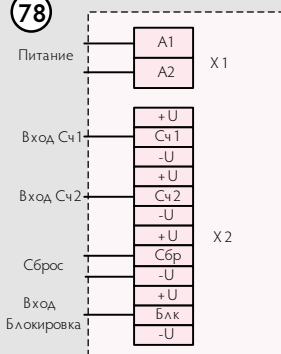 78
Питание
A1
A2
X1
+U
Вход Сч1
Сч1
-U
+U
Вход Сч2
Сч2
-U
+U
X2
Сброс
Сбр
-U
+U
Вход
Блокировка
Блк
-U